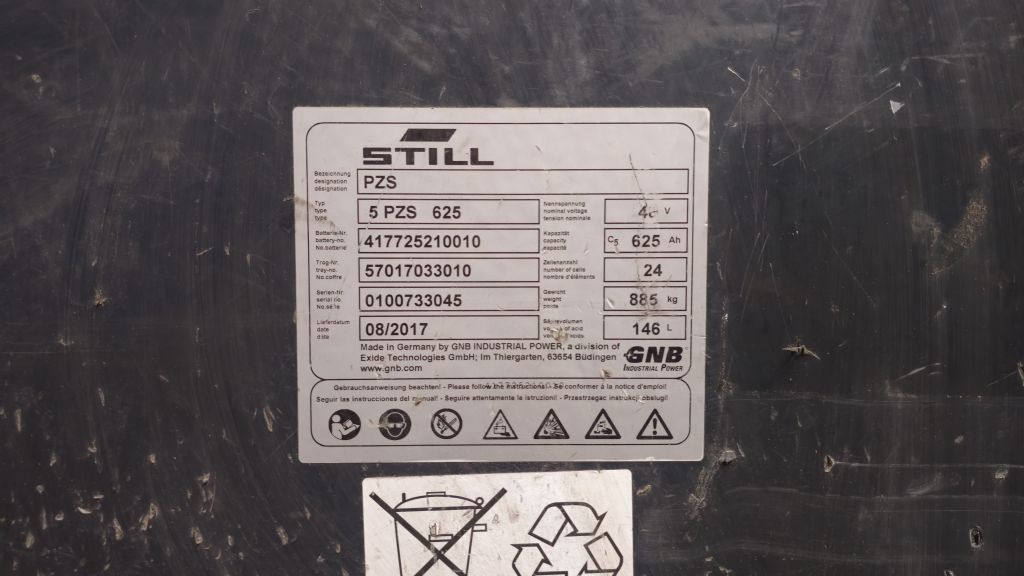 STILL
Bezeichnung
designation
désignation
PZS
Typ
type
type
5 PZS 625
Nennspannung
nominal voltage
tension nominale
V
Batterie-Nr.
battery-no.
No.batterie
417725210010
Kapazität
capacity
capacité
C5 625 Ah
Trog-Nr.
tray-no.
No.coffre
57017033010
Zellenanzahl
number of cells
nombre d'éléments
24
Serien-Nr.
serial no.
No.série
0100733045
Gewicht
weight
poids
885 kg
Lieferdatum
date
date
08/2017
Säurevolumen
of acid
146 L
Made in Germany by GNB INDUSTRIAL POWER, a division of
Exide Technologies GmbH; Im Thiergarten, 63654 Büdingen
www.gnb.com
GNB
INDUSTRIAL POWER
Gebrauchsanweisung beachten! - Please follow the instructions! - Se conformer à la notice d'emploi!
Seguir las instrucciones del manual! - Seguire attentamente le istruzioni! - Przestrzegac instrukcji obslugi!